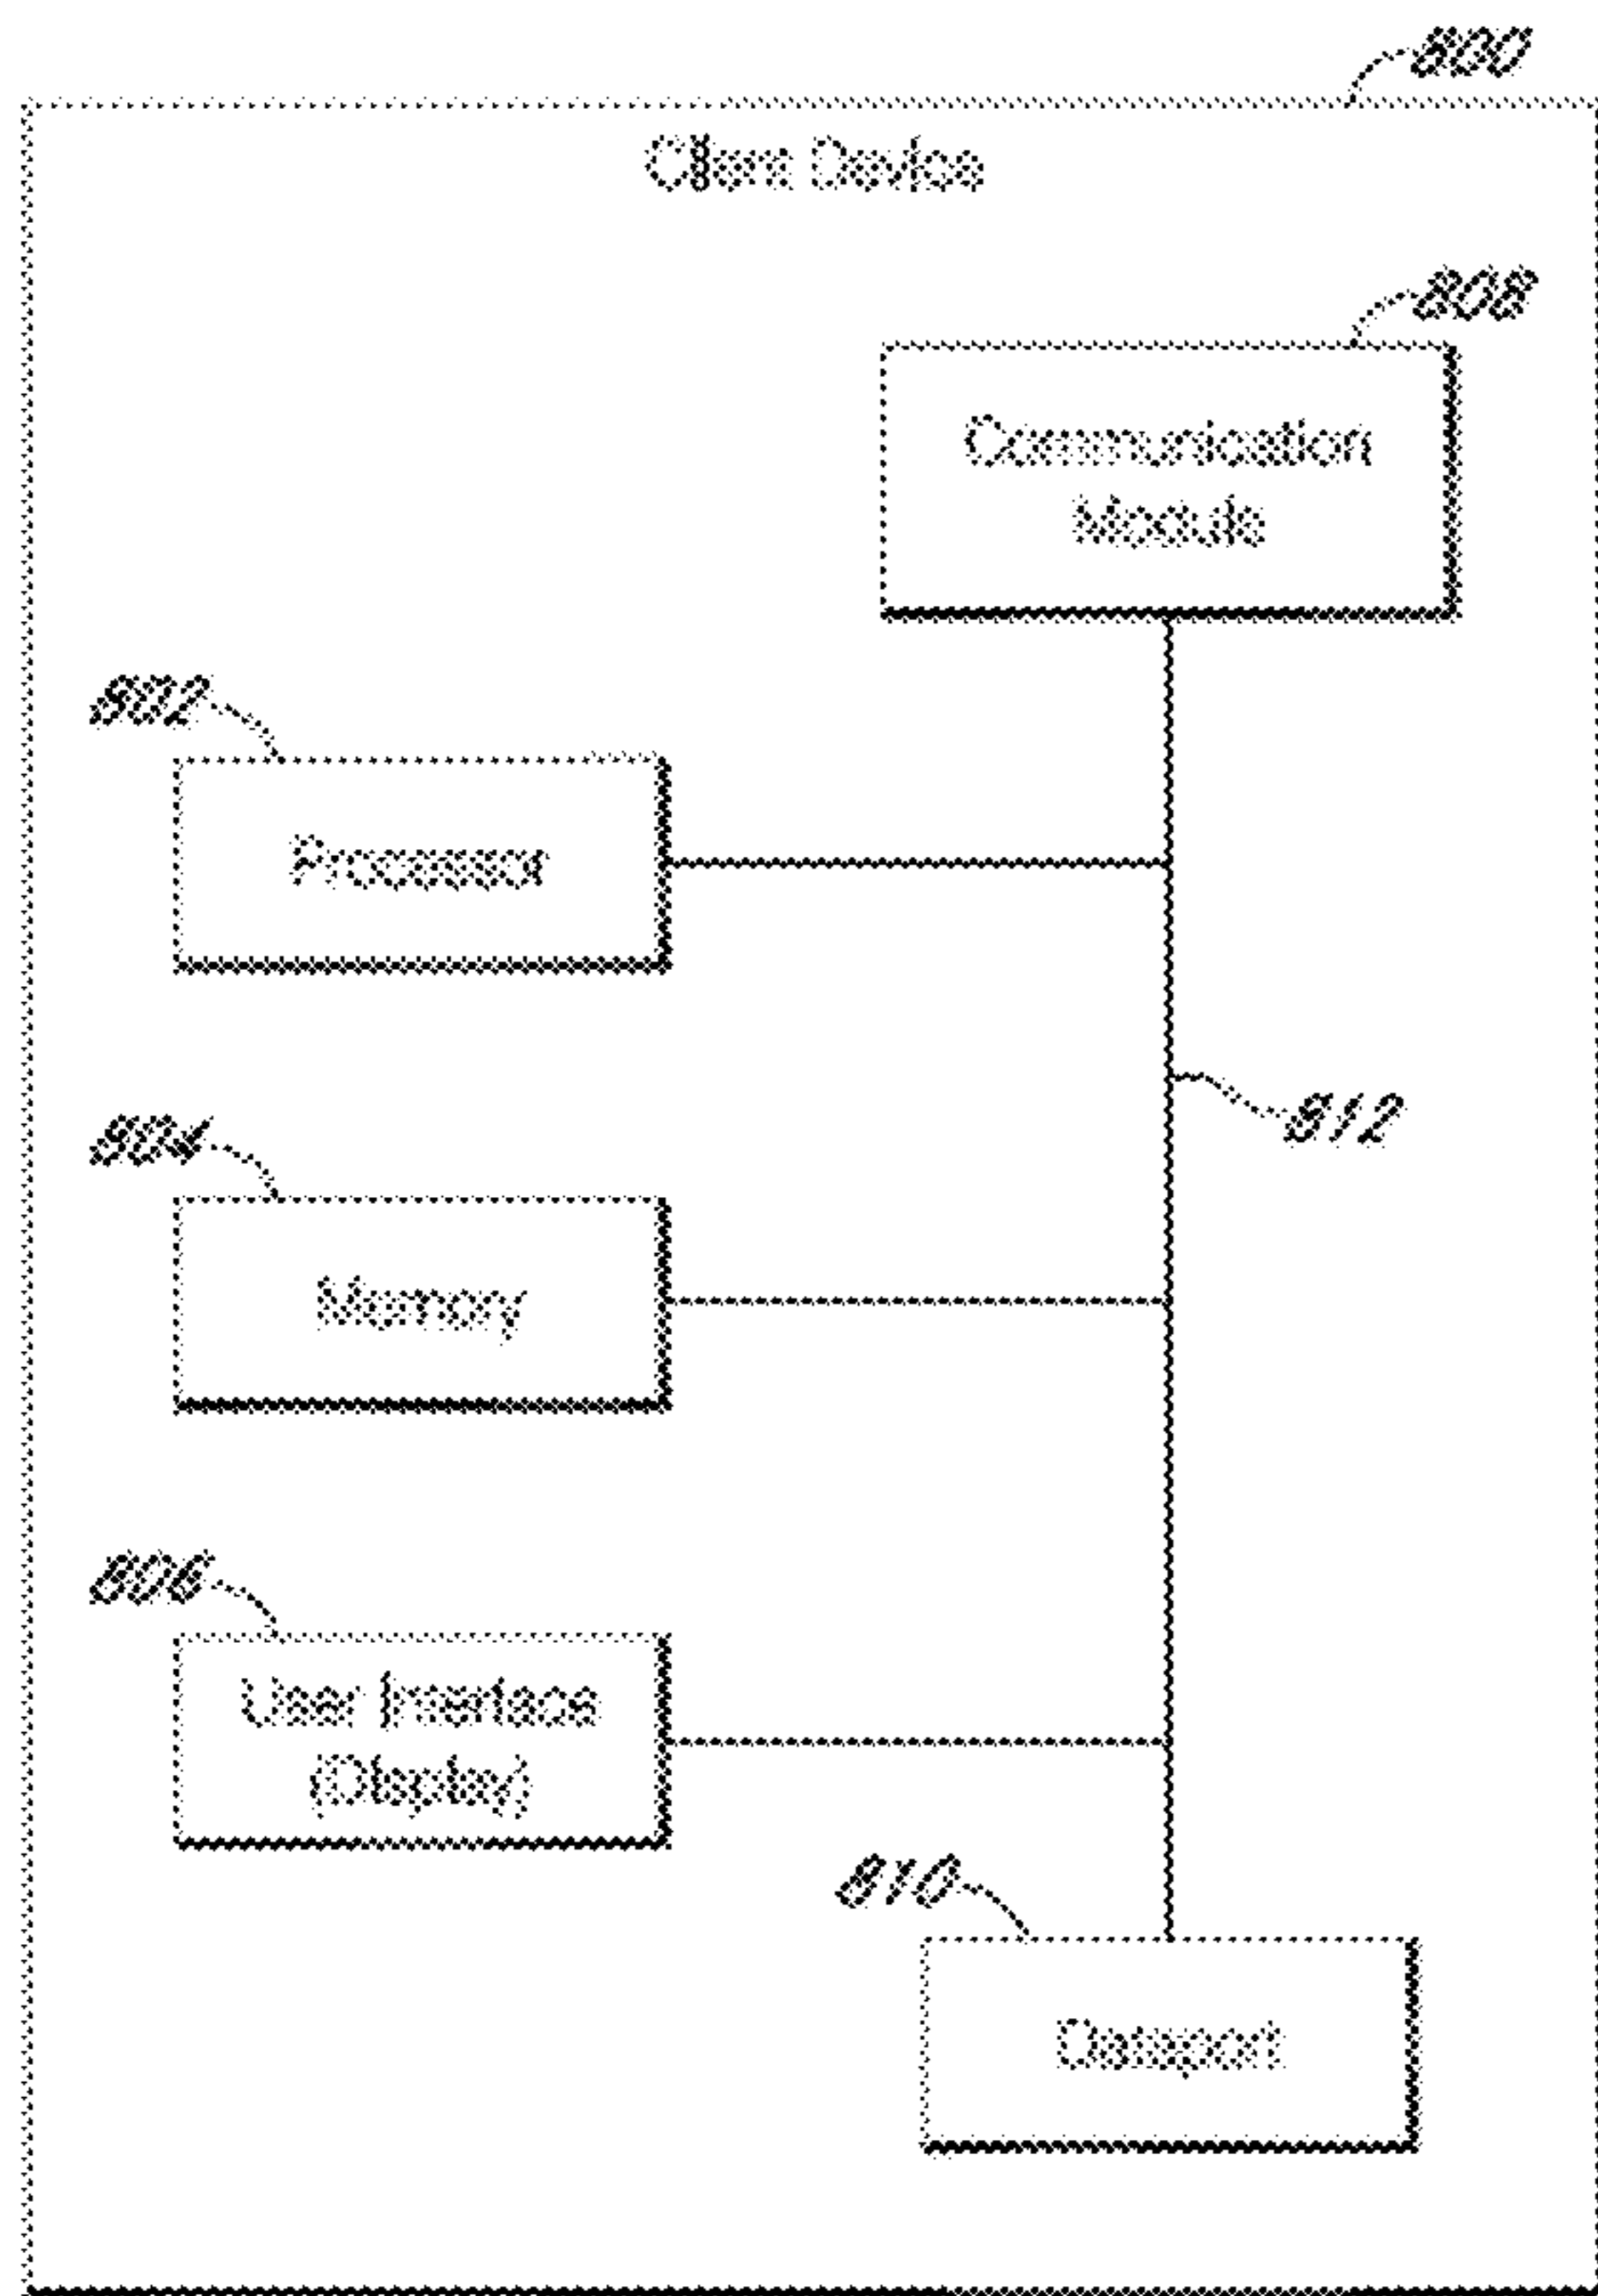 800
Client Device
808
Communication
Module
802
Processor
812
804
Memory
806
User Interface
(Display)
810
Dataport